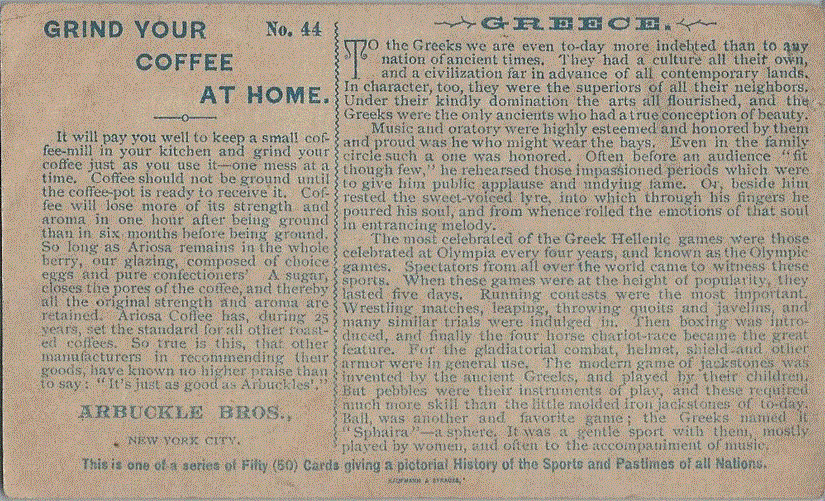 GRIND YOUR No. 44
COFFEE
AT HOME.
It will pay you well to keep a small cof-
fee-mill in your kitchen and grind your
coffee just as you use it—one mess at a
time. Coffee should not be ground until
the coffee-pot is ready to receive it. Cof-
fee will lose more of its strength and
aroma in one hour after being ground
than in six months before being ground.
So long as Ariosa remains in the whole
berry, our glazing, composed of choice
eggs and pure confectioners' A sugar,
closes the pores of the coffee, and thereby
all the original strength and aroma are
retained. Ariosa Coffee has, during 25
years, set the standard for all other roast-
ed coffees. So true is this, that other
manufacturers in recommending their
goods, have known no higher praise than
to say: "It's just as good as Arbuckles'."
ARBUCKLE BROS.,
NEW YORK CITY.
GREECE.
TO the Greeks we are even to-day more indebted than to any
nation of ancient times. They had a culture all their own,
and a civilization far in advance of all contemporary lands.
In character, too, they were the superiors of all their neighbors.
Under their kindly domination the arts all flourished, and the
Greeks were the only ancients who had a true conception of beauty.
Music and oratory were highly esteemed and honored by them
and proud was he who might wear the bays. Even in the family
circle such a one was honored. Often before an audience "fit
though few," he rehearsed those impassioned periods which were
to give him public applause and undying fame. Or, beside him
rested the sweet-voiced lyre, into which through his fingers he
poured his soul, and from whence rolled the emotions of that soul
in entrancing melody.
The most celebrated of the Greek Hellenic games were those
celebrated at Olympia every four years, and known as the Olympic
games. Spectators from all over the world came to witness these
sports. When these games were at the height of popularity, they
lasted five days. Running contests were the most important.
Wrestling matches, leaping, throwing quoits and javelins, and
many similar trials were indulged in. Then boxing was intro-
duced, and finally the four horse chariot-race became the great
feature. For the gladiatorial combat, helmet, shield and other
armor were in general use. The modern game of jackstones was
invented by the ancient Greeks, and played by their children.
But pebbles were their instruments of play, and these required
much more skill than the little molded iron jackstones of to-day.
Ball, was another and favorite game; the Greeks named it
"Sphaira"—a sphere. It was a gentle sport with them, mostly
played by women, and often to the accompaniment of music.
This is one of a series of Fifty (50) Cards giving a pictorial History of the Sports and Pastimes of all Nations.
KAUFMANN & STRAUSS,